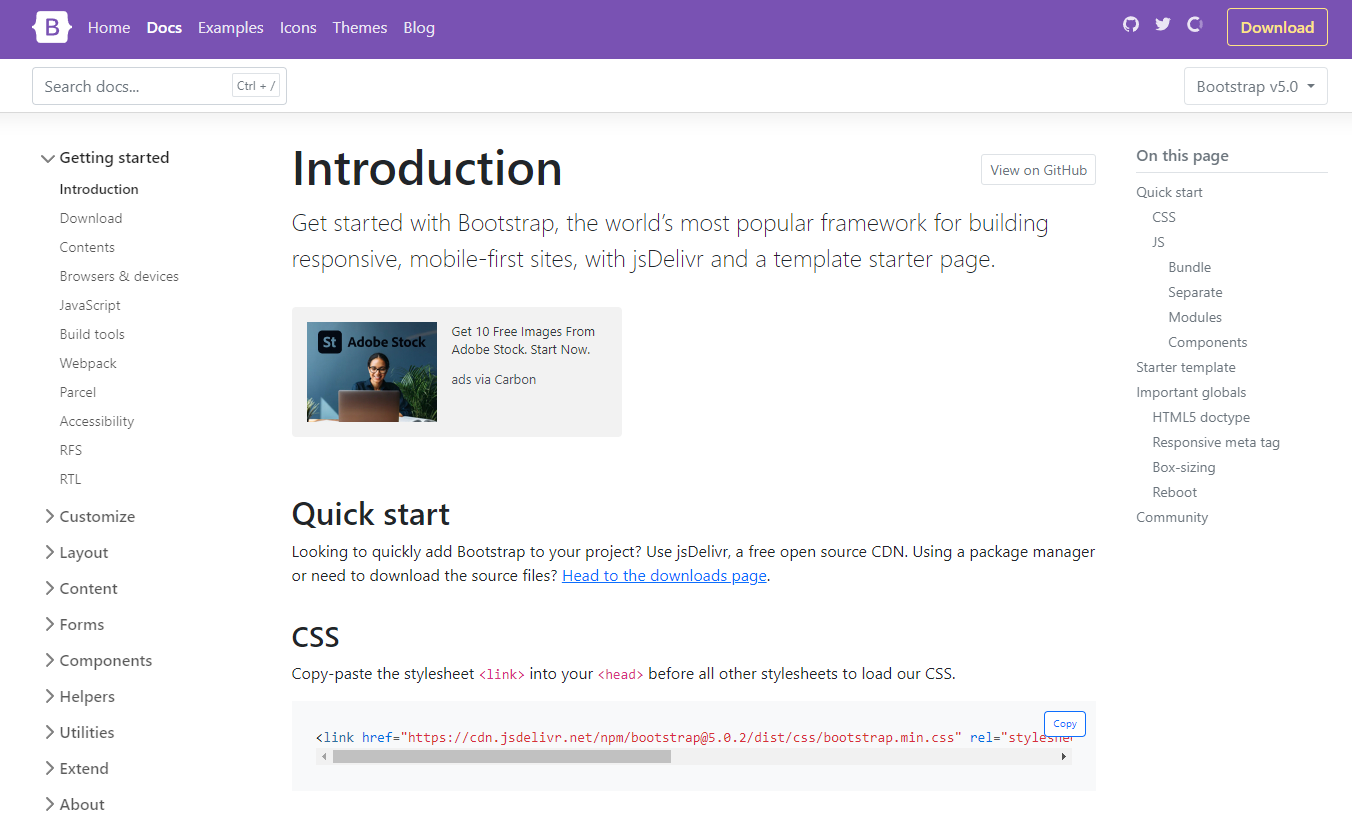 B Home Docs Examples Icons Themes Blog Download
Search docs... Ctrl + / Bootstrap v5.0
Getting started
Introduction
Download
Contents
Browsers & devices
JavaScript
Build tools
Webpack
Parcel
Accessibility
RFS
RTL
Customize
Layout
Content
Forms
Components
Helpers
Utilities
Extend
About
Introduction
View on GitHub
Get started with Bootstrap, the world’s most popular framework for building
responsive, mobile-first sites, with jsDelivr and a template starter page.
St Adobe Stock
Get 10 Free Images From
Adobe Stock. Start Now.
ads via Carbon
Quick start
Looking to quickly add Bootstrap to your project? Use jsDelivr, a free open source CDN. Using a package manager
or need to download the source files? Head to the downloads page.
CSS
Copy-paste the stylesheet <link> into your <head> before all other stylesheets to load our CSS.
Copy
<link href="https://cdn.jsdelivr.net/npm/bootstrap@5.0.2/dist/css/bootstrap.min.css" rel="styleshe
On this page
Quick start
CSS
JS
Bundle
Separate
Modules
Components
Starter template
Important globals
HTML5 doctype
Responsive meta tag
Box-sizing
Reboot
Community